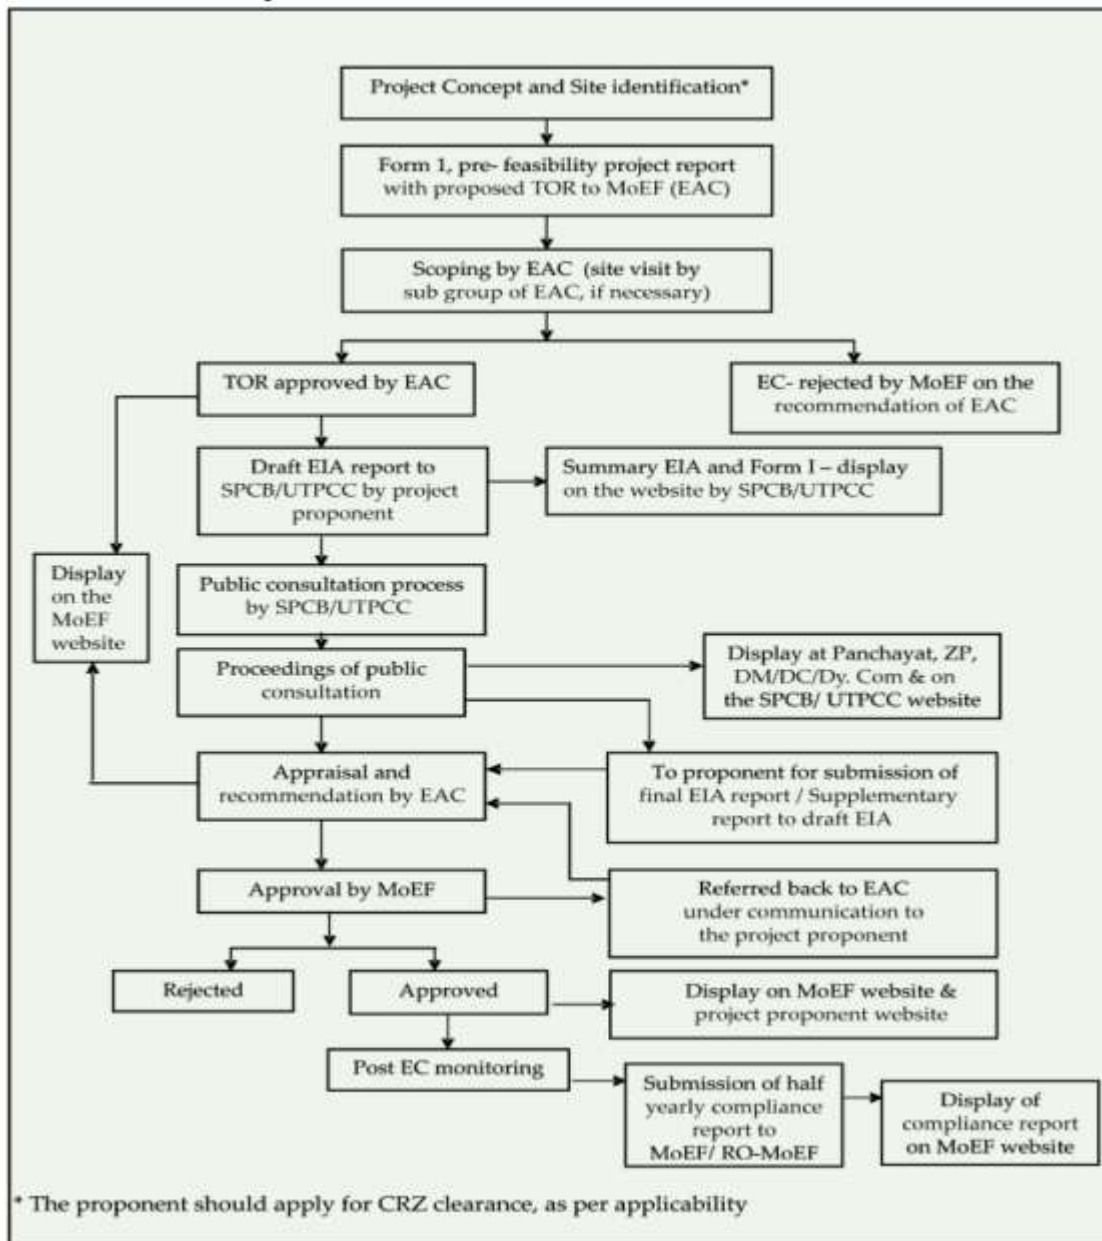 Project Concept and Site identification*
Form 1, pre- feasibility project report
with proposed TOR to MoEF (EAC)
Scoping by EAC (site visit by
sub group of EAC, if necessary)
TOR approved by EAC
EC- rejected by MoEF on the
recommendation of EAC
Draft EIA report to
SPCB/UTPCC by project
proponent
Summary EIA and Form I – display
on the website by SPCB/UTPCC
Display
on the
MoEF
website
Public consultation process
by SPCB/UTPCC
Proceedings of public
consultation
Display at Panchayat, ZP,
DM/DC/Dy. Com & on
the SPCB/ UTPCC website
Appraisal and
recommendation by EAC
To proponent for submission of
final EIA report / Supplementary
report to draft EIA
Approval by MoEF
Referred back to EAC
under communication to
the project proponent
Rejected
Approved
Display on MoEF website &
project proponent website
Post EC monitoring
Submission of half
yearly compliance
report to
MoEF/ RO-MoEF
Display of
compliance report
on MoEF website
* The proponent should apply for CRZ clearance, as per applicability